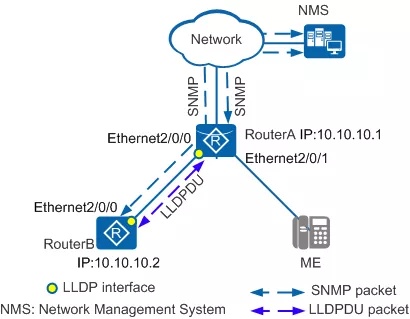 NMS
Network
SNMP
SNMP
Ethernet2/0/0
RouterA IP:10.10.10.1
Ethernet2/0/1
LLDPDU
Ethernet2/0/0
R
R
RouterB
IP:10.10.10.2
ME
LLDP interface
SNMP packet
NMS: Network Management System
LLDPDU packet